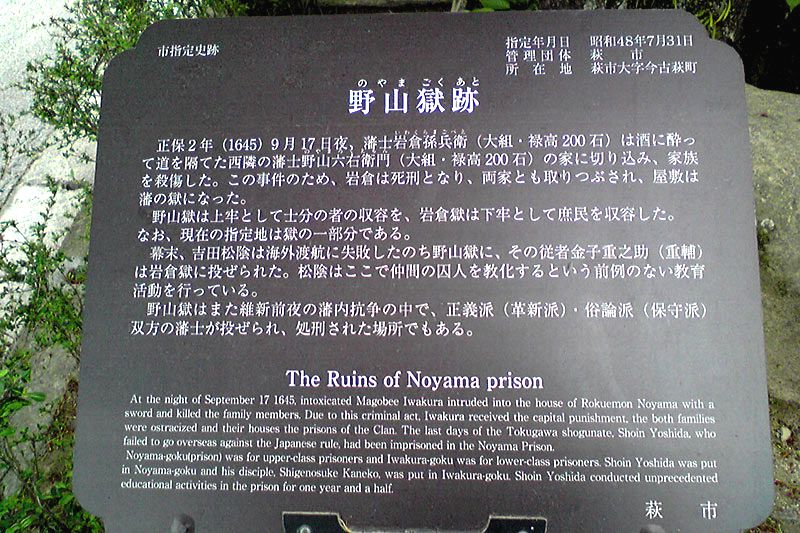 市指定史跡
指定年月日 昭和48年7月31日
管理団体 萩市
所在地 萩市大字今古萩町
のやま ごくあと
野山獄跡
いわくらまごべえ
正保2年（1645）9月17日夜、藩士岩倉孫兵衛（大組・禄高200石）は酒に酔っ
て道を隔てた西隣の藩士野山六右衛門（大組・禄高200石）の家に切り込み、家族
を殺傷した。この事件のため、岩倉は死刑となり、両家とも取りつぶされ、屋敷は
藩の獄になった。
野山獄は上牢として士分の者の収容を、岩倉獄は下牢として庶民を収容した。
なお、現在の指定地は獄の一部分である。
幕末、吉田松陰は海外渡航に失敗したのち野山獄に、その従者金子重之助（重輔）
は岩倉獄に投ぜられた。松陰はここで仲間の囚人を教化するという前例のない教育
活動を行っている。
野山獄はまた維新前夜の藩内抗争の中で、正義派（革新派）・俗論派（保守派）
双方の藩士が投ぜられ、処刑された場所でもある。
The Ruins of Noyama prison
At the night of September 17 1645, intoxicated Magobee Iwakura intruded into the house of Rokuemon Noyama with a
sword and killed the family members. Due to this criminal act, Iwakura received the capital punishment, the both families
were ostracized and their houses the prisons of the Clan. The last days of the Tokugawa shogunate, Shoin Yoshida, who
failed to go overseas against the Japanese rule, had been imprisoned in the Noyama Prison.
Noyama-goku(prison) was for upper-class prisoners and Iwakura-goku was for lower-class prisoners. Shoin Yoshida was put
in Noyama-goku and his disciple, Shigenosuke Kaneko, was put in Iwakura-goku. Shoin Yoshida conducted unprecedented
educational activities in the prison for one year and a half.
萩市